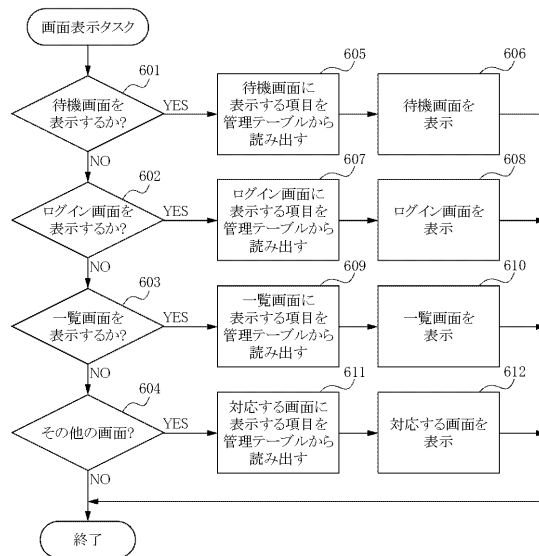 画面表示タスク
601
待機画面を
表示するか?
YES
NO
605
待機画面に
表示する項目を
管理テーブルから
読み出す
606
待機画面を
表示
602
ログイン画面を
表示するか?
YES
NO
607
ログイン画面に
表示する項目を
管理テーブルから
読み出す
608
ログイン画面を
表示
603
一覧画面を
表示するか?
YES
NO
609
一覧画面に
表示する項目を
管理テーブルから
読み出す
610
一覧画面を
表示
604
その他の画面?
YES
NO
611
対応する画面に
表示する項目を
管理テーブルから
読み出す
612
対応する画面を
表示
終了